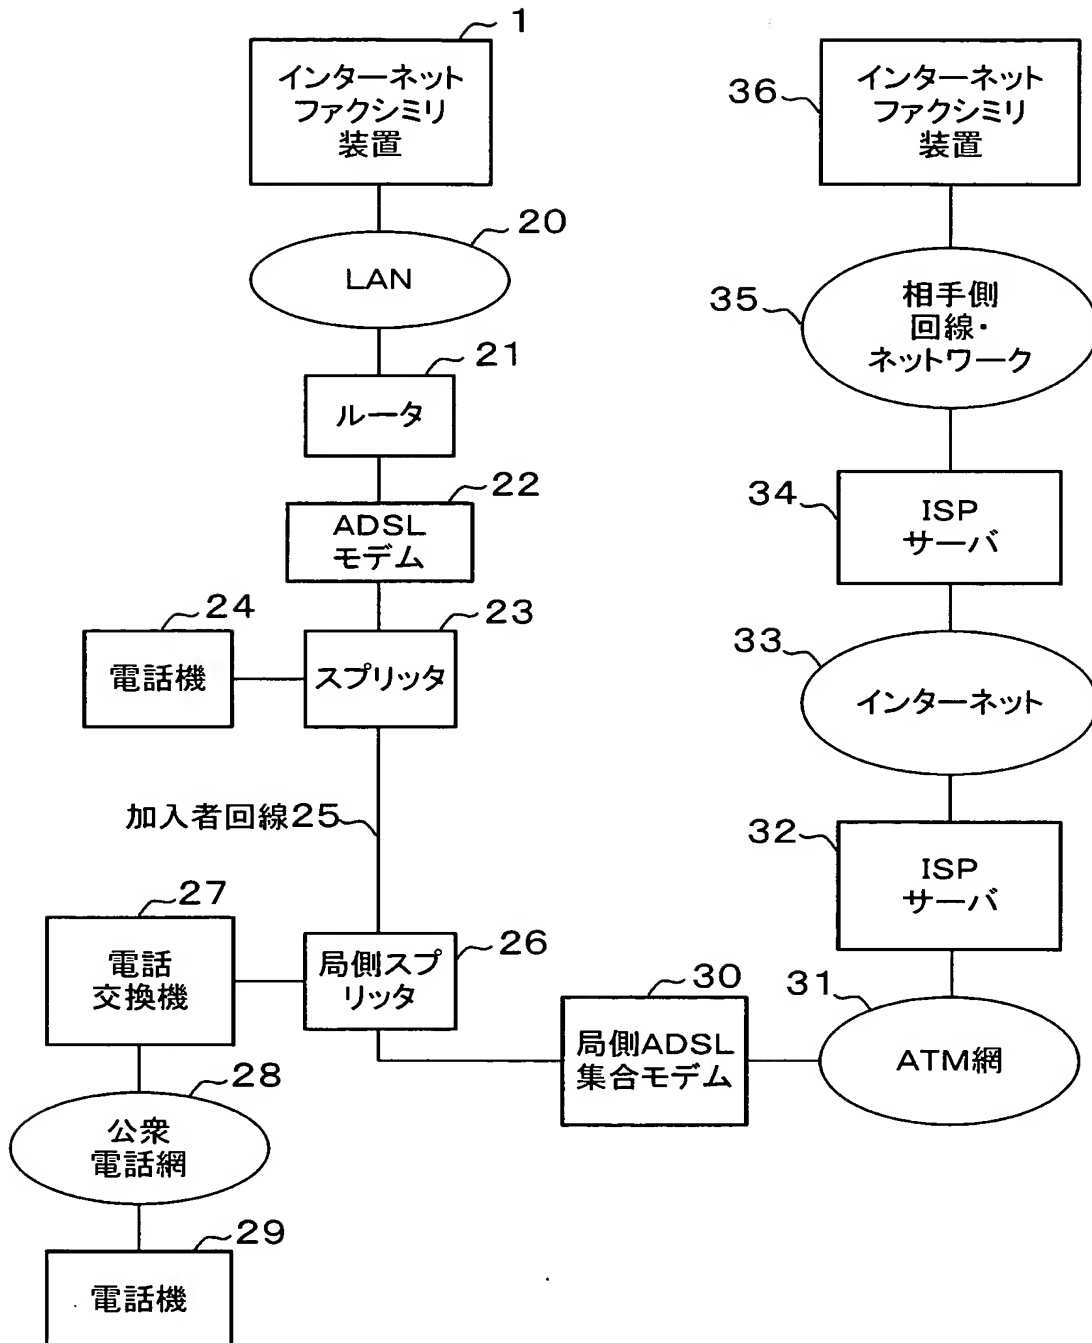 1
インターネット
ファクシミリ
装置
20
LAN
21
ルータ
22
ADSL
モデム
24
電話機
23
スプリッタ
加入者回線25
27
電話
交換機
26
局側スプ
リッタ
28
公衆
電話網
29
電話機
30
局側ADSL
集合モデム
31
ATM網
32
ISP
サーバ
33
インターネット
34
ISP
サーバ
35
相手側
回線・
ネットワーク
36
インターネット
ファクシミリ
装置